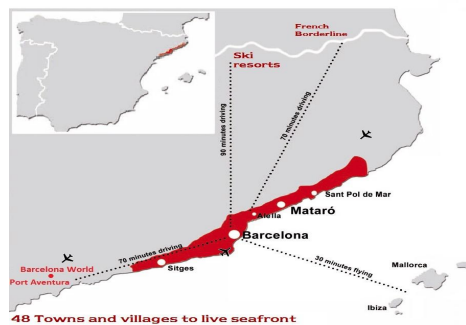 French
Borderline
Ski
resorts
90 minutes driving
70 minutes driving
Sant Pol de Mar
Alella
Mataró
Barcelona
70 minutes driving
Sitges
30 minutes flying
Barcelona World
Port Aventura
Mallorca
Ibiza
48 Towns and villages to live seafront